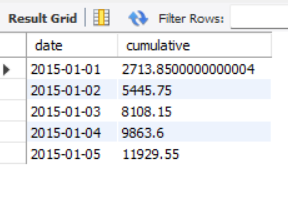 Result Grid Filter Rows:
date cumulative
2015-01-01 2713.8500000000004
2015-01-02 5445.75
2015-01-03 8108.15
2015-01-04 9863.6
2015-01-05 11929.55